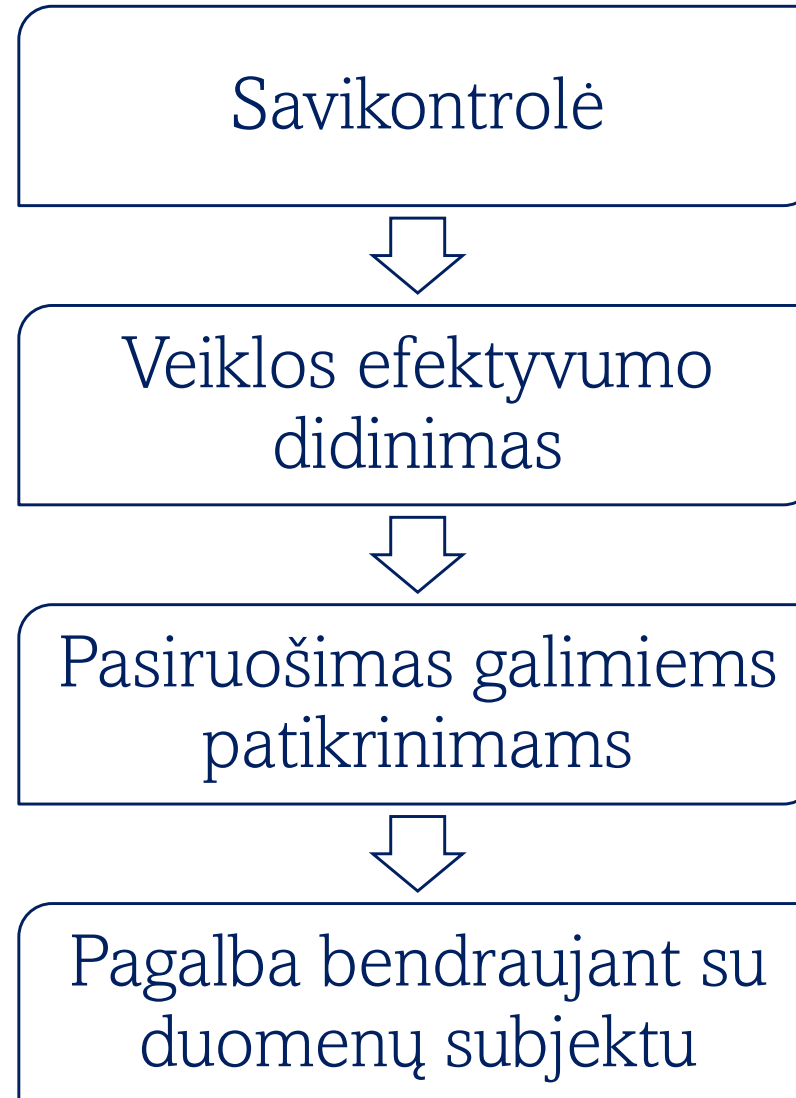 Savikontrolė
Veiklos efektyvumo
didinimas
Pasiruošimas galimiems
patikrinimams
Pagalba bendraujant su
duomenų subjektu